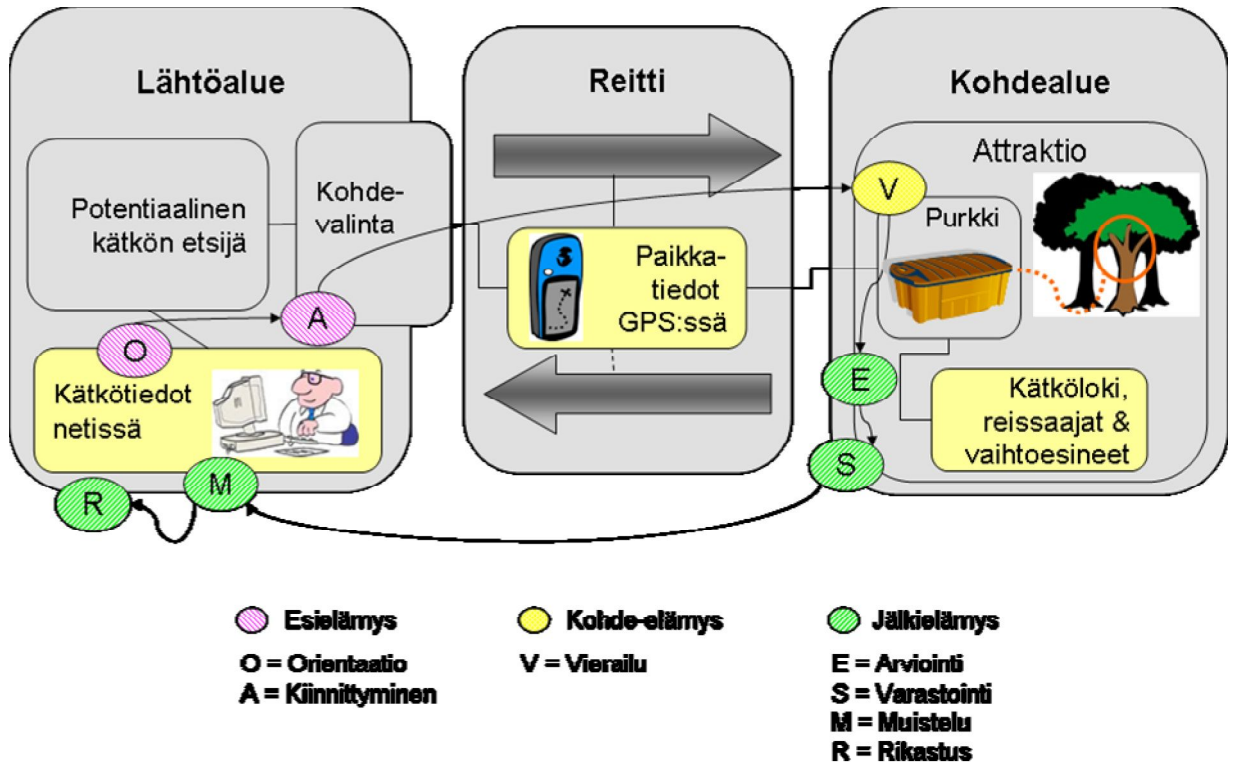 Lähtöalue
Potentiaalinen
kätkön etsijä
Kohde-
valinta
O
A
Kätkötiedot
netissä
R
M
Reitti
Paikka-
tiedot
GPS:ssä
Kohdealue
Attraktio
V
Purkki
E
S
Kätköloki,
reissaajat &
vaihtoesineet
Esielämys
O = Orientaatio
A = Kiinnittyminen
Kohde-elämys
V = Vierailu
Jälkielämys
E = Arviointi
S = Varastointi
M = Muistelu
R = Rikastus